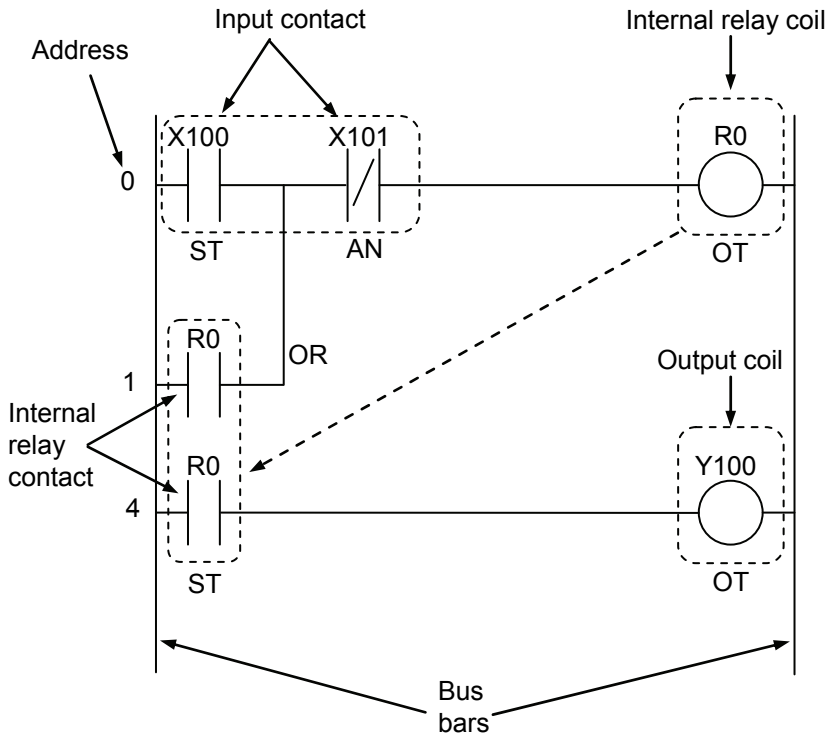 Input contact
Internal relay coil
Address
X100
X101
R0
0
ST
AN
OT
R0
OR
1
Output coil
Internal
relay
contact
R0
Y100
4
ST
OT
Bus
bars